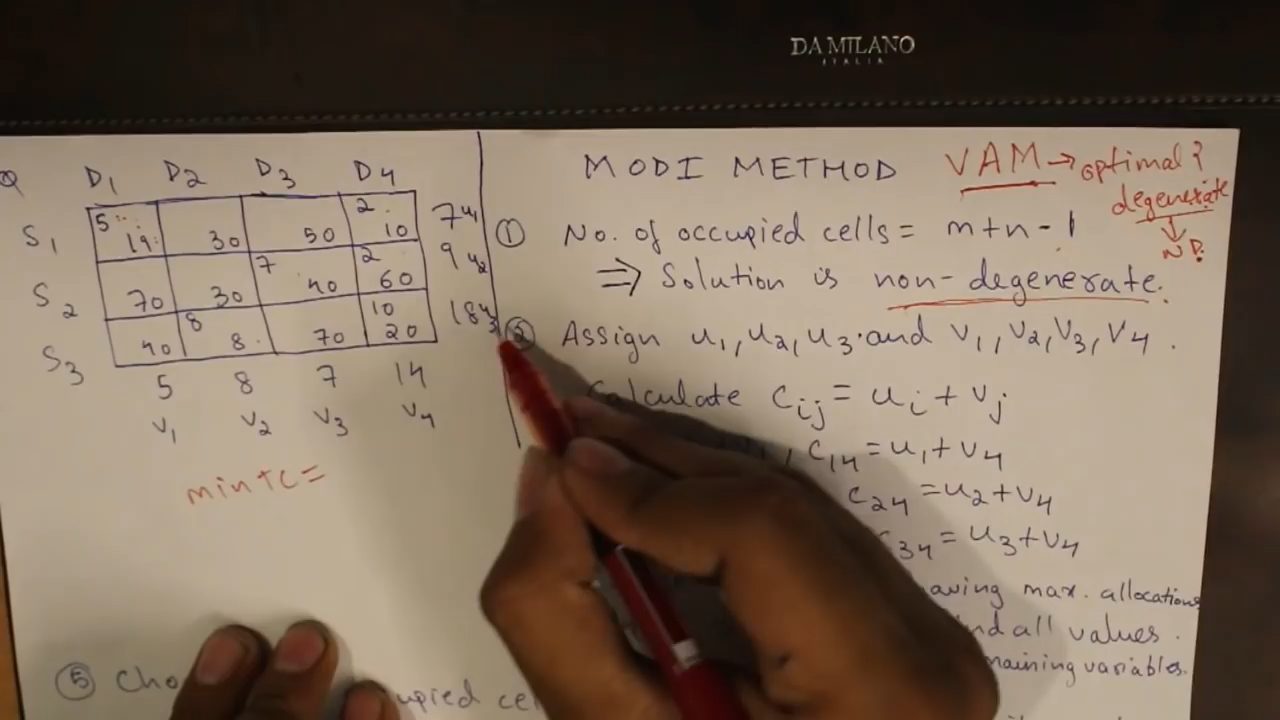 DA MILANO
ITALIA
Q D1 D2 D3 D4
S1 5 19 30 50 2 10 7 u1
S2 70 30 7 40 2 60 9 u2
S3 40 8 8 70 10 20 18 u3
5 8 7 14
v1 v2 v3 v4
min TC =
MODI METHOD
VAM → optimal?
degenerate
↓
N.D.
① No. of occupied cells = m+n-1
⇒ Solution is non-degenerate.
② Assign u1, u2, u3 and v1, v2, v3, v4.
Calculate cij = ui + vj
c14 = u1 + v4
c24 = u2 + v4
c34 = u3 + v4
max. allocations
all values.
variables.
⑤